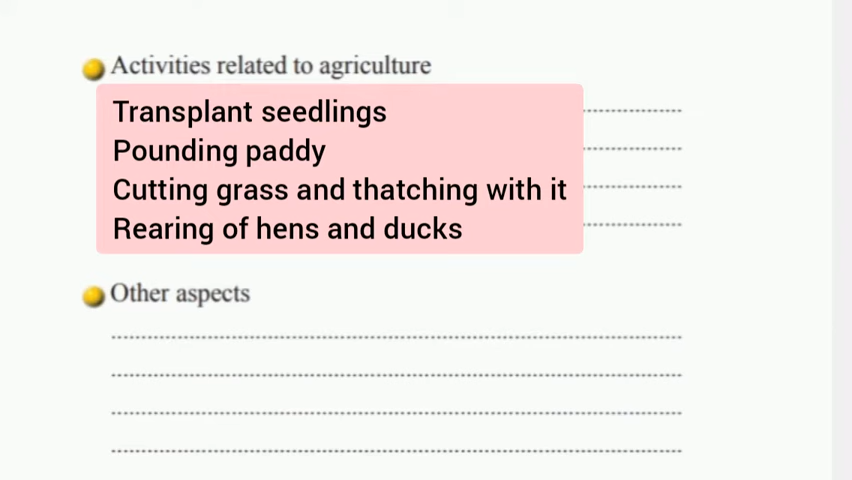 Activities related to agriculture
Transplant seedlings
Pounding paddy
Cutting grass and thatching with it
Rearing of hens and ducks
Other aspects